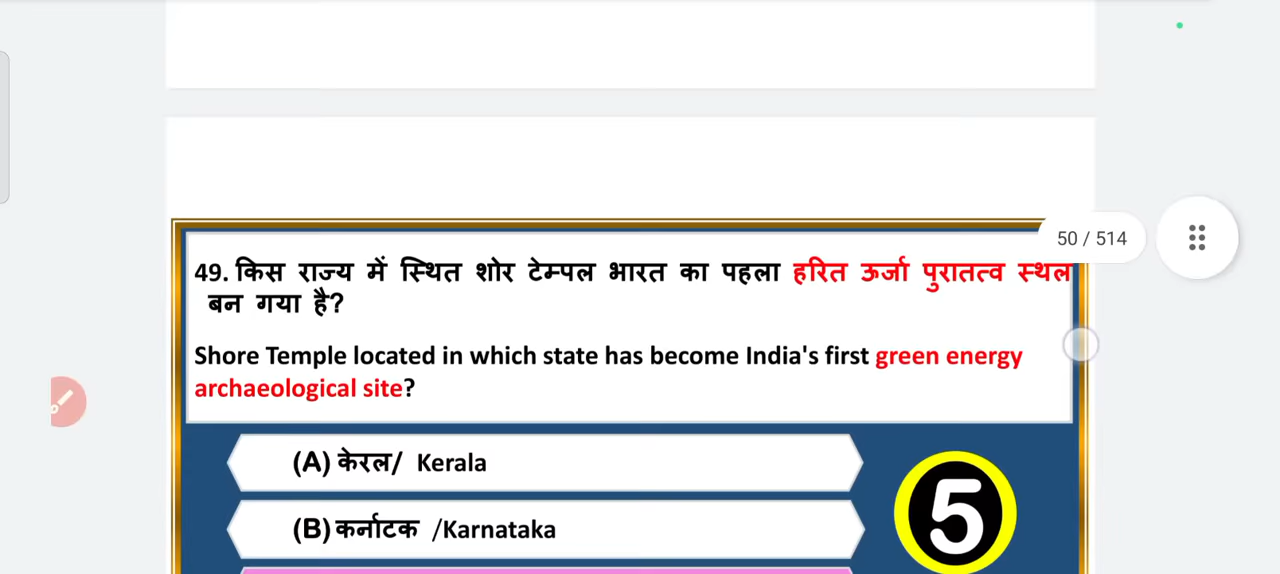 50 / 514
49. किस राज्य में स्थित शोर टेम्पल भारत का पहला हरित ऊर्जा पुरातत्व स्थल
बन गया है?
Shore Temple located in which state has become India's first green energy
archaeological site?
(A) केरल/ Kerala
(B) कर्नाटक /Karnataka
5